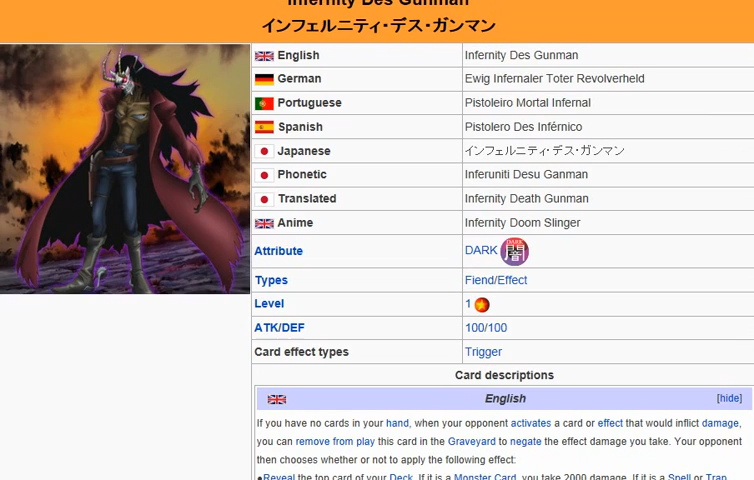 Infernity Des Gunman
インフェルニティ・デス・ガンマン
English Infernity Des Gunman
German Ewig Infernaler Toter Revolverheld
Portuguese Pistoleiro Mortal Infernal
Spanish Pistolero Des Inférnico
Japanese インフェルニティ・デス・ガンマン
Phonetic Inferuniti Desu Ganman
Translated Infernity Death Gunman
Anime Infernity Doom Slinger
Attribute DARK DARK 闇
Types Fiend/Effect
Level 1
ATK/DEF 100/100
Card effect types Trigger
Card descriptions
English [hide]
If you have no cards in your hand, when your opponent activates a card or effect that would inflict damage,
you can remove from play this card in the Graveyard to negate the effect damage you take. Your opponent
then chooses whether or not to apply the following effect:
●Reveal the top card of your Deck. If it is a Monster Card, you take 2000 damage. If it is a Spell or Trap